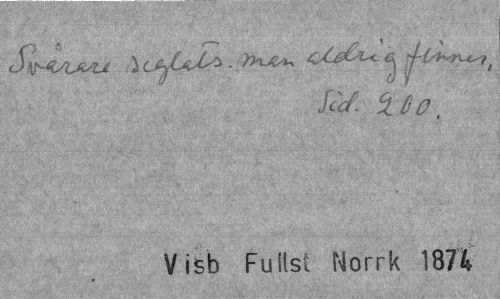 Svårare seglats. man aldrig finner,
Sid. 200.
Visb Fullst Norrk 1874